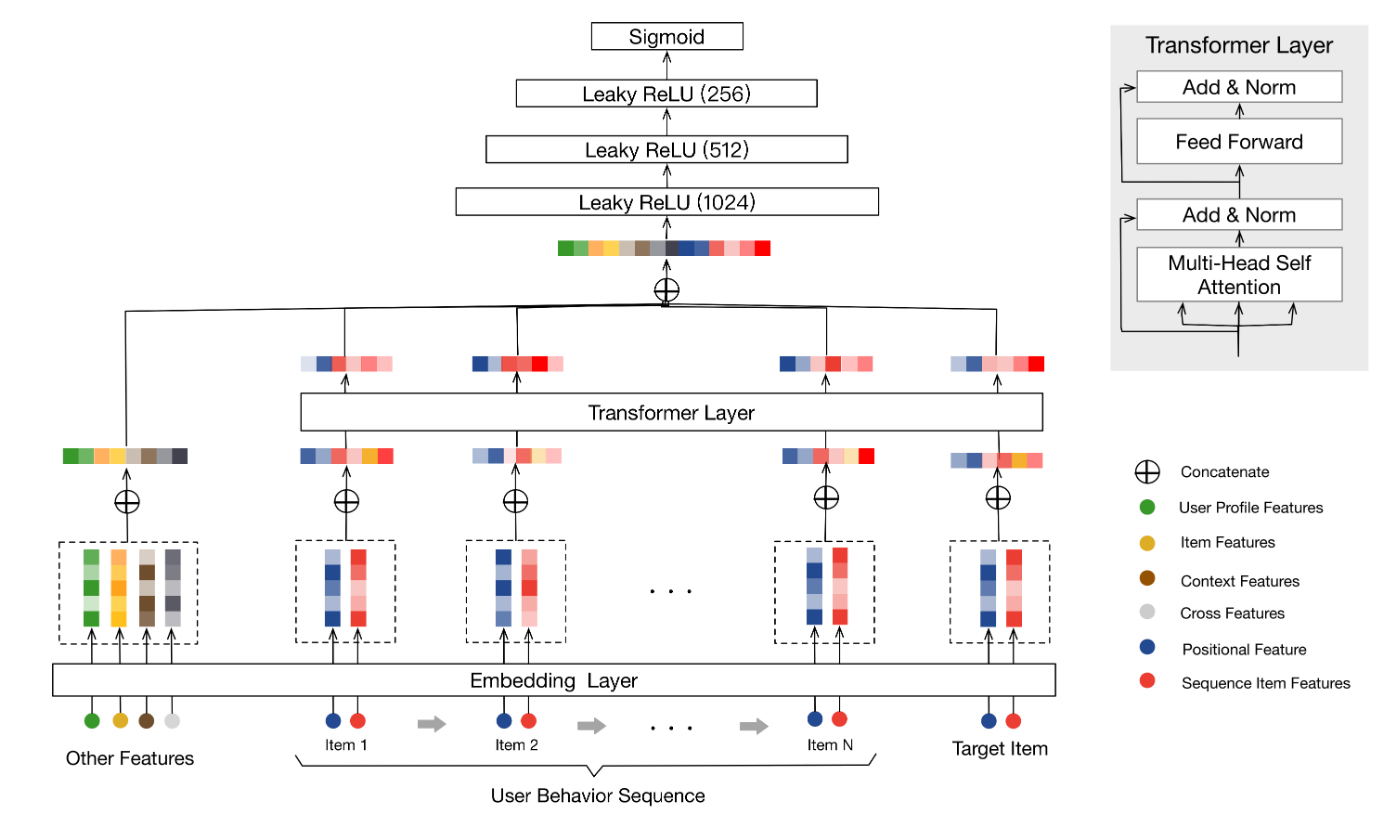 Sigmoid
Leaky ReLU (256)
Leaky ReLU (512)
Leaky ReLU (1024)
Transformer Layer
Embedding Layer
Other Features
Item 1
Item 2
. . .
Item N
Target Item
User Behavior Sequence
. . .
Transformer Layer
Add & Norm
Feed Forward
Add & Norm
Multi-Head Self
Attention
Concatenate
User Profile Features
Item Features
Context Features
Cross Features
Positional Feature
Sequence Item Features